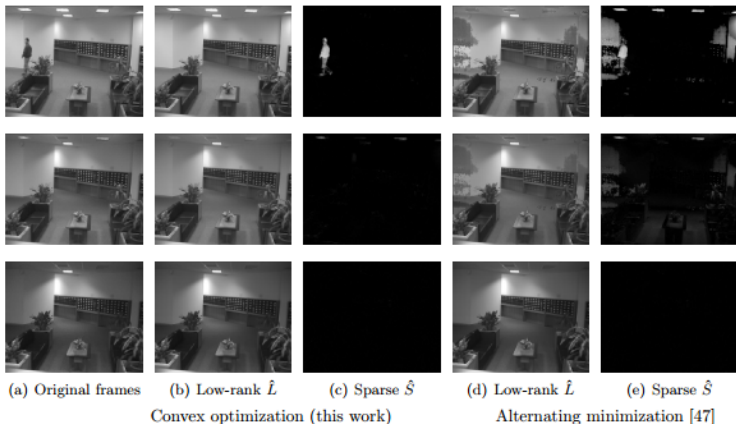 (a) Original frames (b) Low-rank L̂ (c) Sparse Ŝ (d) Low-rank L̂ (e) Sparse Ŝ
Convex optimization (this work) Alternating minimization [47]